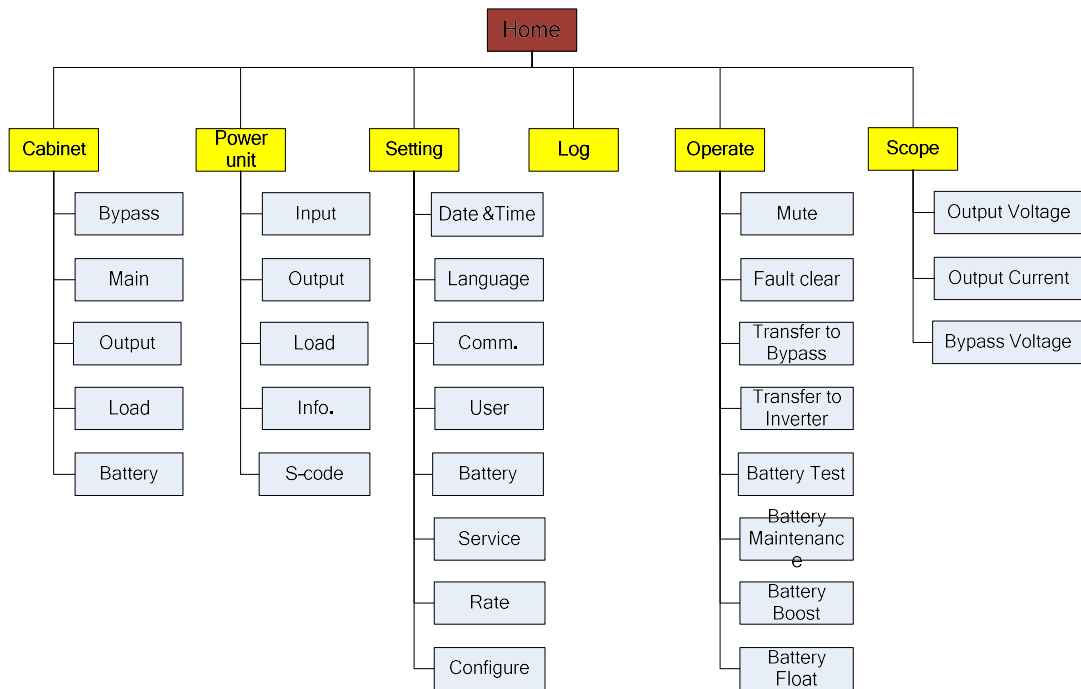 Home
Cabinet
Power
unit
Setting
Log
Operate
Scope
Bypass
Main
Output
Load
Battery
Input
Output
Load
Info.
S-code
Date &Time
Language
Comm.
User
Battery
Service
Rate
Configure
Mute
Fault clear
Transfer to
Bypass
Transfer to
Inverter
Battery Test
Battery
Maintenanc
e
Battery
Boost
Battery
Float
Output Voltage
Output Current
Bypass Voltage